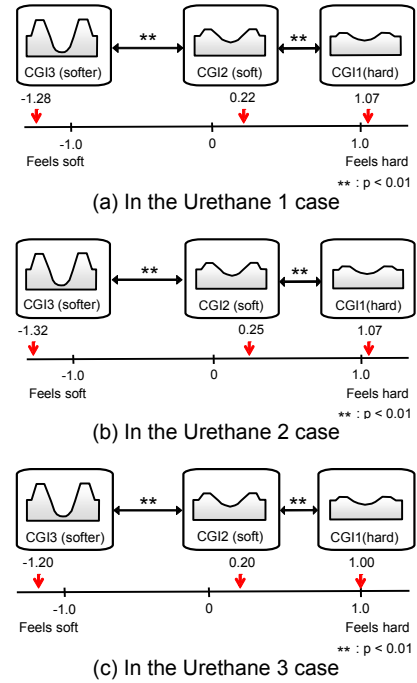 ** **
CGI3 (softer) CGI2 (soft) CGI1(hard)
-1.28 0.22 1.07
-1.0 0 1.0
Feels soft Feels hard
** : p < 0.01
(a) In the Urethane 1 case
** **
CGI3 (softer) CGI2 (soft) CGI1(hard)
-1.32 0.25 1.07
-1.0 0 1.0
Feels soft Feels hard
** : p < 0.01
(b) In the Urethane 2 case
** **
CGI3 (softer) CGI2 (soft) CGI1(hard)
-1.20 0.20 1.00
-1.0 0 1.0
Feels soft Feels hard
** : p < 0.01
(c) In the Urethane 3 case